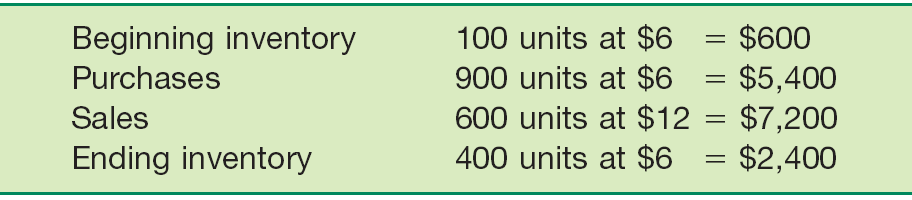 Beginning inventory 100 units at $6 = $600
Purchases 900 units at $6 = $5,400
Sales 600 units at $12 = $7,200
Ending inventory 400 units at $6 = $2,400